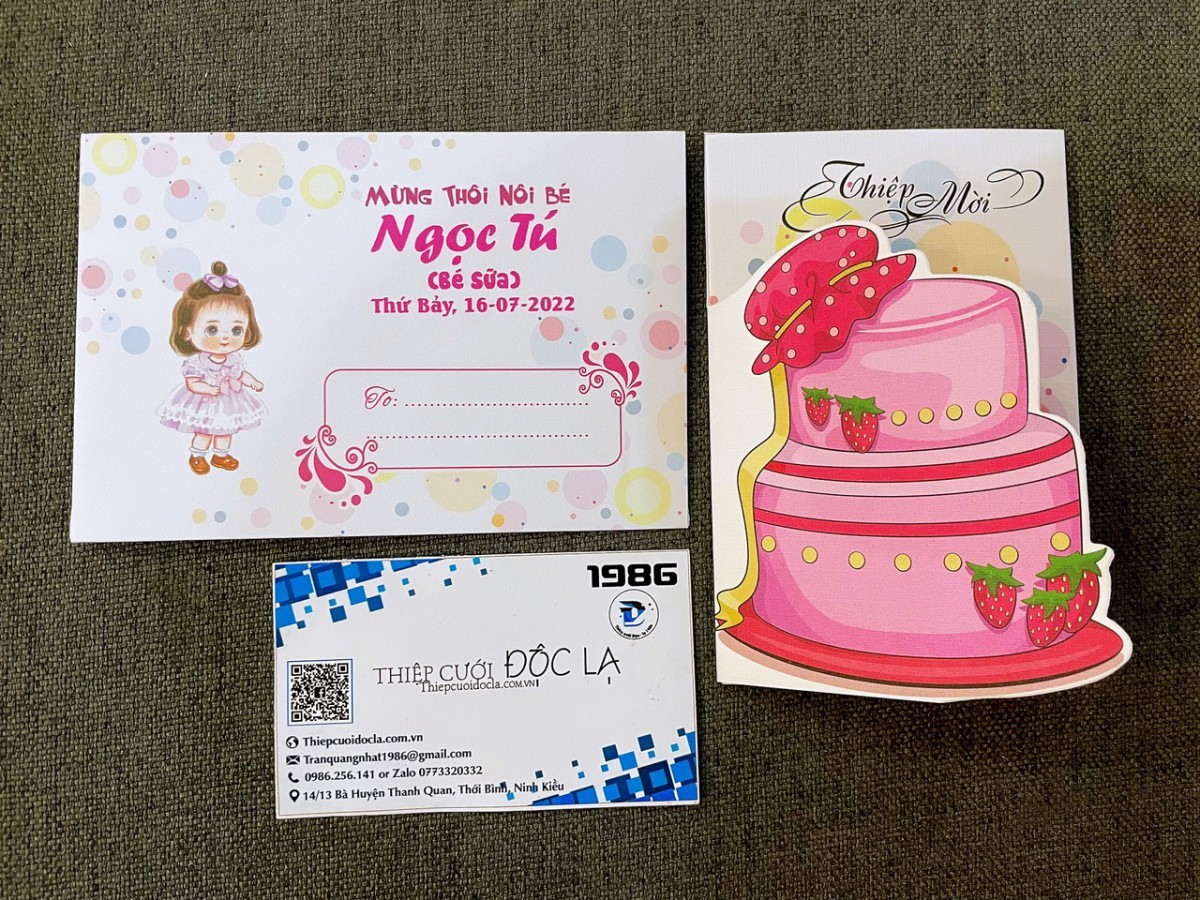 MỪNG THÔI NÔI BÉ
Ngọc Tú
(Bé Sữa)
Thứ Bảy, 16-07-2022
To: ..............................
..............................
Thiệp Mời
1986
THIỆP CƯỚI ĐỘC LẠ
Thiepcuoidocla.COM.VN
Thiepcuoidocla.com.vn
Tranquangnhat1986@gmail.com
0986.256.141 or Zalo 0773320332
14/13 Bà Huyện Thanh Quan, Thới Bình, Ninh Kiều